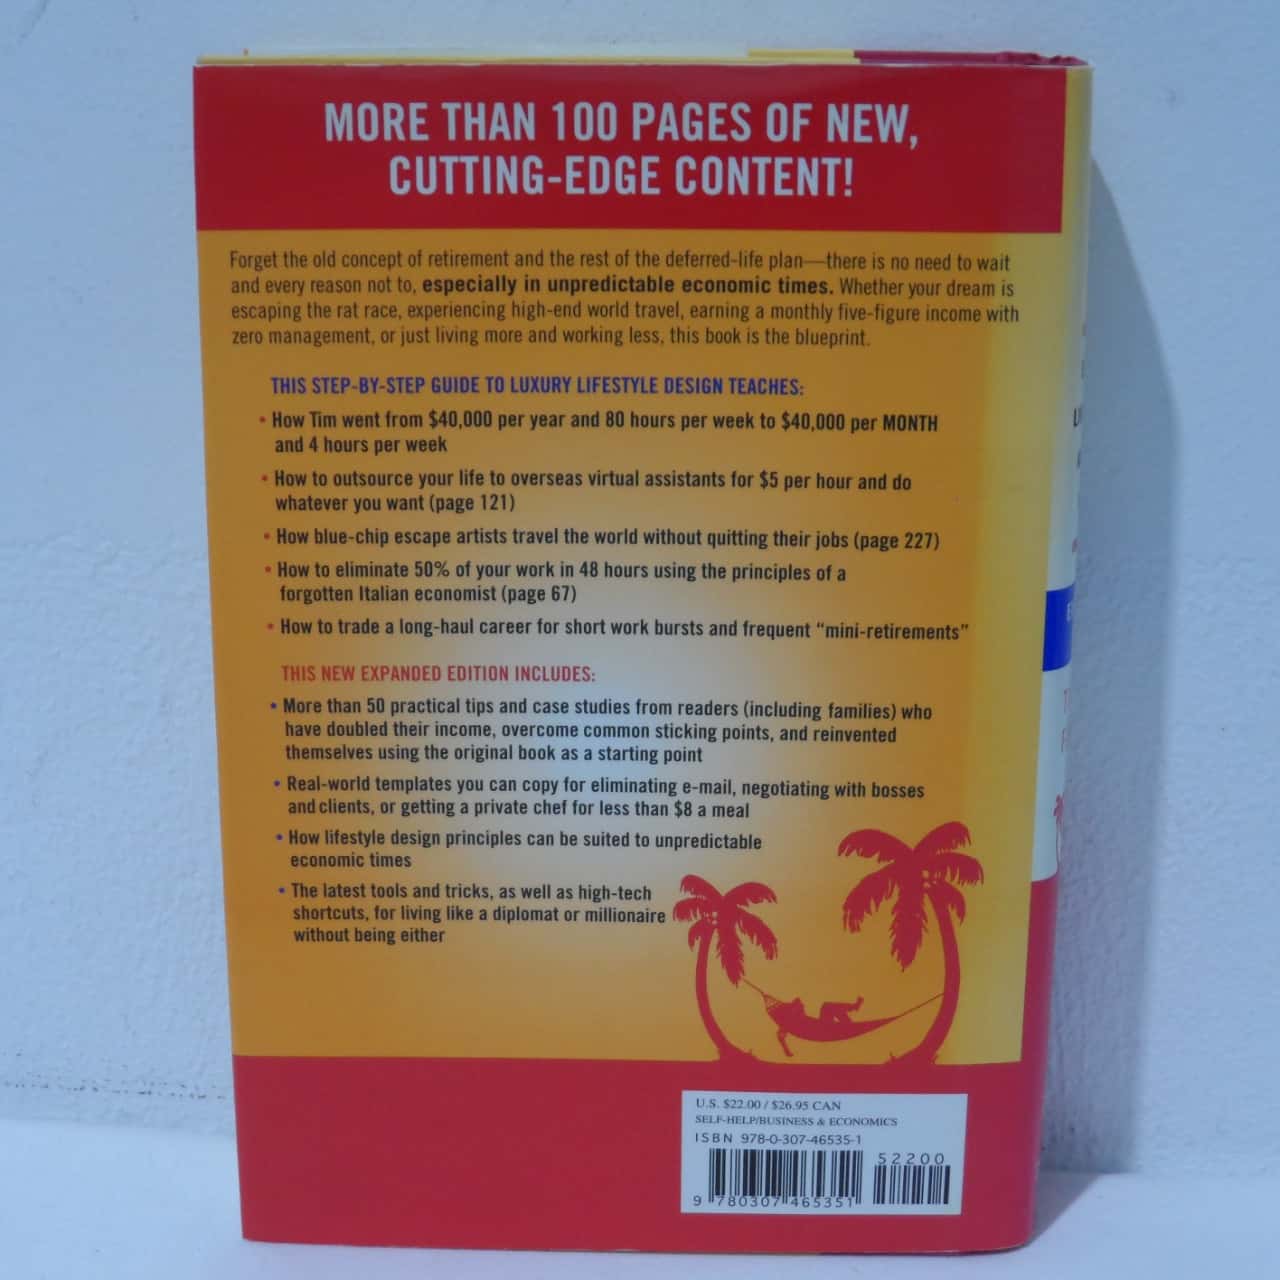 MORE THAN 100 PAGES OF NEW,
CUTTING-EDGE CONTENT!
Forget the old concept of retirement and the rest of the deferred-life plan—there is no need to wait
and every reason not to, especially in unpredictable economic times. Whether your dream is
escaping the rat race, experiencing high-end world travel, earning a monthly five-figure income with
zero management, or just living more and working less, this book is the blueprint.
THIS STEP-BY-STEP GUIDE TO LUXURY LIFESTYLE DESIGN TEACHES:
• How Tim went from $40,000 per year and 80 hours per week to $40,000 per MONTH
and 4 hours per week
• How to outsource your life to overseas virtual assistants for $5 per hour and do
whatever you want (page 121)
• How blue-chip escape artists travel the world without quitting their jobs (page 227)
• How to eliminate 50% of your work in 48 hours using the principles of a
forgotten Italian economist (page 67)
• How to trade a long-haul career for short work bursts and frequent “mini-retirements”
THIS NEW EXPANDED EDITION INCLUDES:
• More than 50 practical tips and case studies from readers (including families) who
have doubled their income, overcome common sticking points, and reinvented
themselves using the original book as a starting point
• Real-world templates you can copy for eliminating e-mail, negotiating with bosses
and clients, or getting a private chef for less than $8 a meal
• How lifestyle design principles can be suited to unpredictable
economic times
• The latest tools and tricks, as well as high-tech
shortcuts, for living like a diplomat or millionaire
without being either
U.S. $22.00 / $26.95 CAN
SELF-HELP/BUSINESS & ECONOMICS
ISBN 978-0-307-46535-1
52200
9 780307 465351